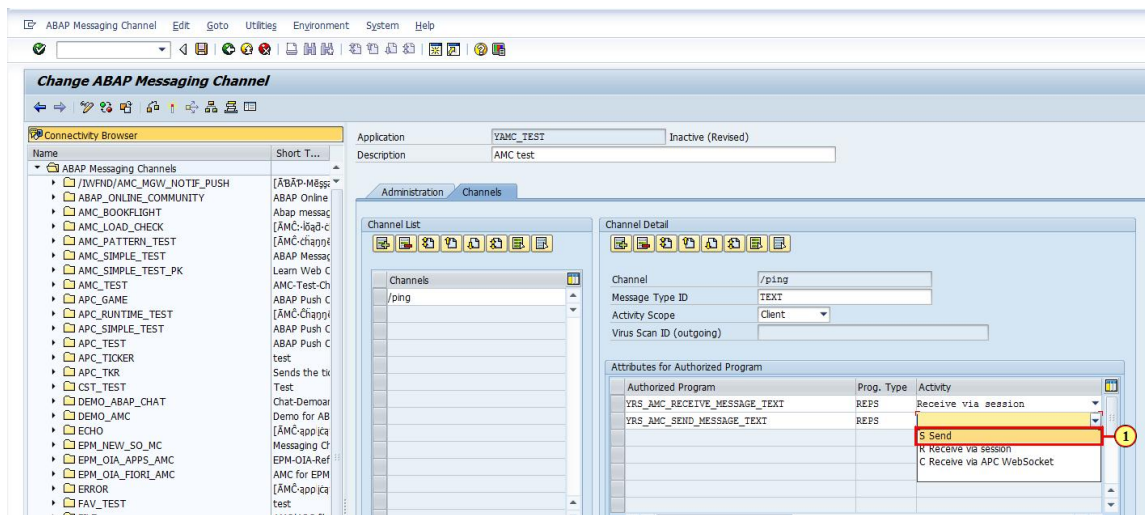 ABAP Messaging Channel Edit Goto Utilities Environment System Help
Change ABAP Messaging Channel
Connectivity Browser
Name Short T...
ABAP Messaging Channels
/IWFND/AMC_MGW_NOTIF_PUSH
ABAP_ONLINE_COMMUNITY ABAP Online
AMC_BOOKFLIGHT Abap messag
AMC_LOAD_CHECK
AMC_PATTERN_TEST
AMC_SIMPLE_TEST ABAP Messag
AMC_SIMPLE_TEST_PK Learn Web C
AMC_TEST AMC-Test-Ch
APC_GAME ABAP Push C
APC_RUNTIME_TEST
APC_SIMPLE_TEST ABAP Push C
APC_TEST ABAP Push C
APC_TICKER test
APC_TKR Sends the tic
CST_TEST Test
DEMO_ABAP_CHAT Chat-Demoan
DEMO_AMC Demo for AB
ECHO
EPM_NEW_SO_MC Messaging Ch
EPM_OIA_APPS_AMC EPM-OIA-Ref
EPM_OIA_FIORI_AMC AMC for EPM
ERROR
FAV_TEST test
Application YAMC_TEST Inactive (Revised)
Description AMC test
Administration Channels
Channel List
Channels
/ping
Channel Detail
Channel /ping
Message Type ID TEXT
Activity Scope Client
Virus Scan ID (outgoing)
Attributes for Authorized Program
Authorized Program Prog. Type Activity
YRS_AMC_RECEIVE_MESSAGE_TEXT REPS Receive via session
YRS_AMC_SEND_MESSAGE_TEXT REPS
S Send
1
R Receive via session
C Receive via APC WebSocket